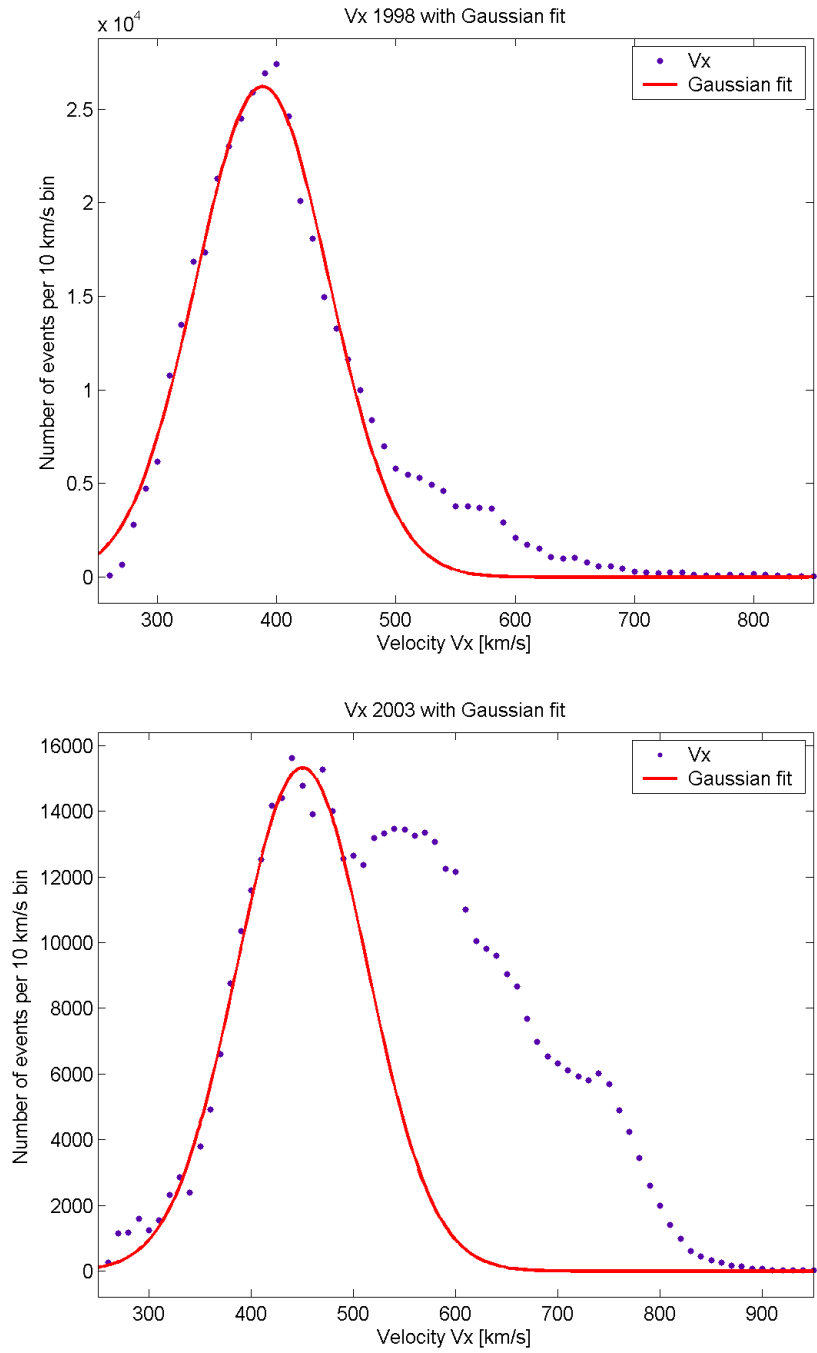 Vx 1998 with Gaussian fit
x 10⁴
Vx
Gaussian fit
2.5
2
1.5
1
0.5
0
Number of events per 10 km/s bin
300 400 500 600 700 800
Velocity Vx [km/s]
Vx 2003 with Gaussian fit
Vx
Gaussian fit
16000
14000
12000
10000
8000
6000
4000
2000
0
Number of events per 10 km/s bin
300 400 500 600 700 800 900
Velocity Vx [km/s]